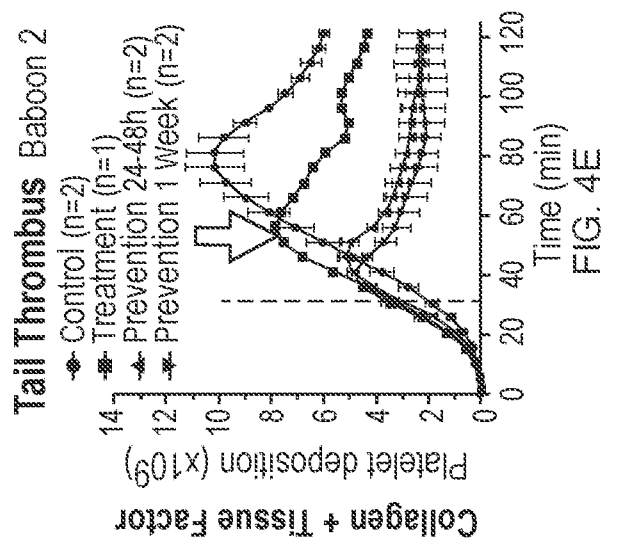 Tail Thrombus Baboon 2
Control (n=2)
Treatment (n=1)
Prevention 24-48h (n=2)
Prevention 1 Week (n=2)
Collagen + Tissue Factor
Platelet deposition (x10⁹)
14
10
8
6
4
2
0
0
20
40
60
80
100
120
Time (min)
FIG. 4E